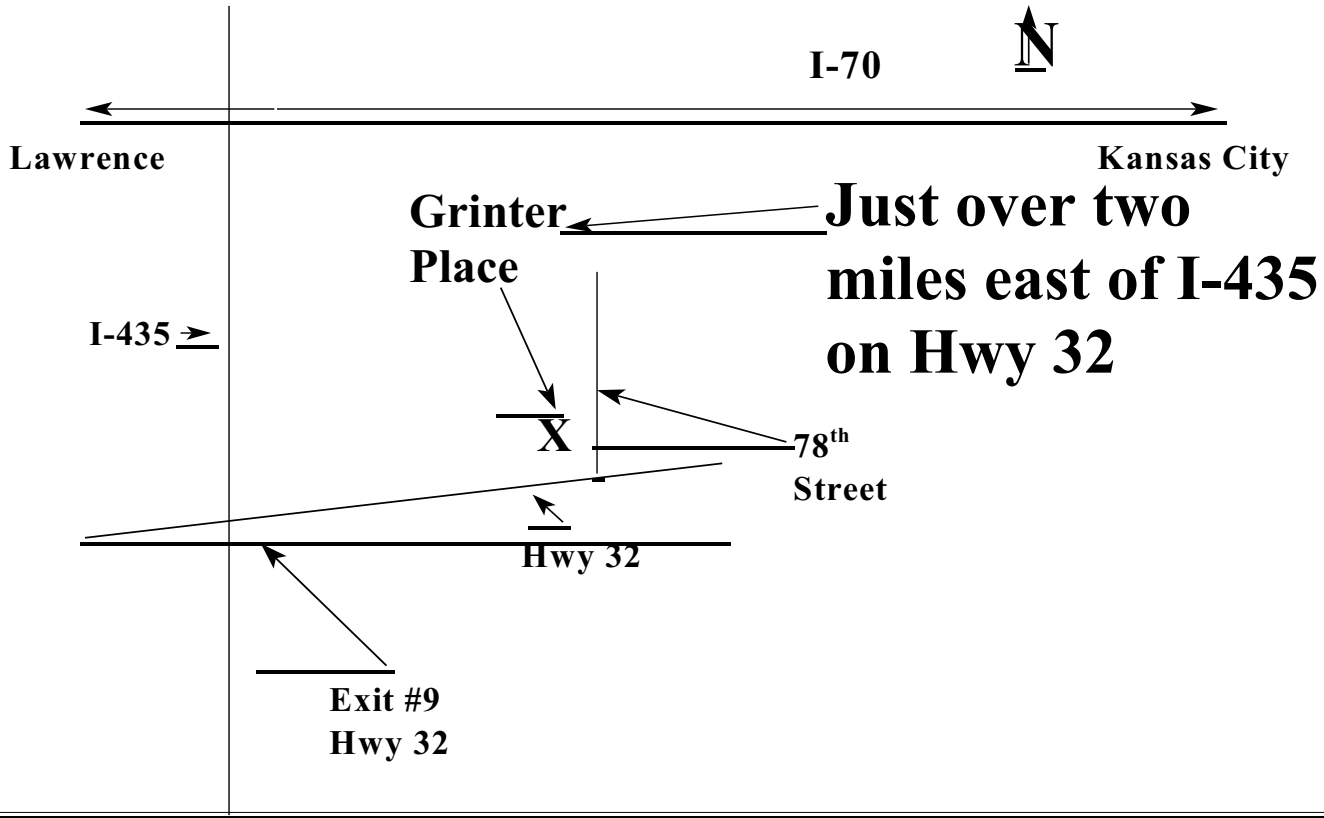 N
I-70
Lawrence
Kansas City
Grinter
Place
Just over two
miles east of I-435
on Hwy 32
I-435
X
78th
Street
Hwy 32
Exit #9
Hwy 32